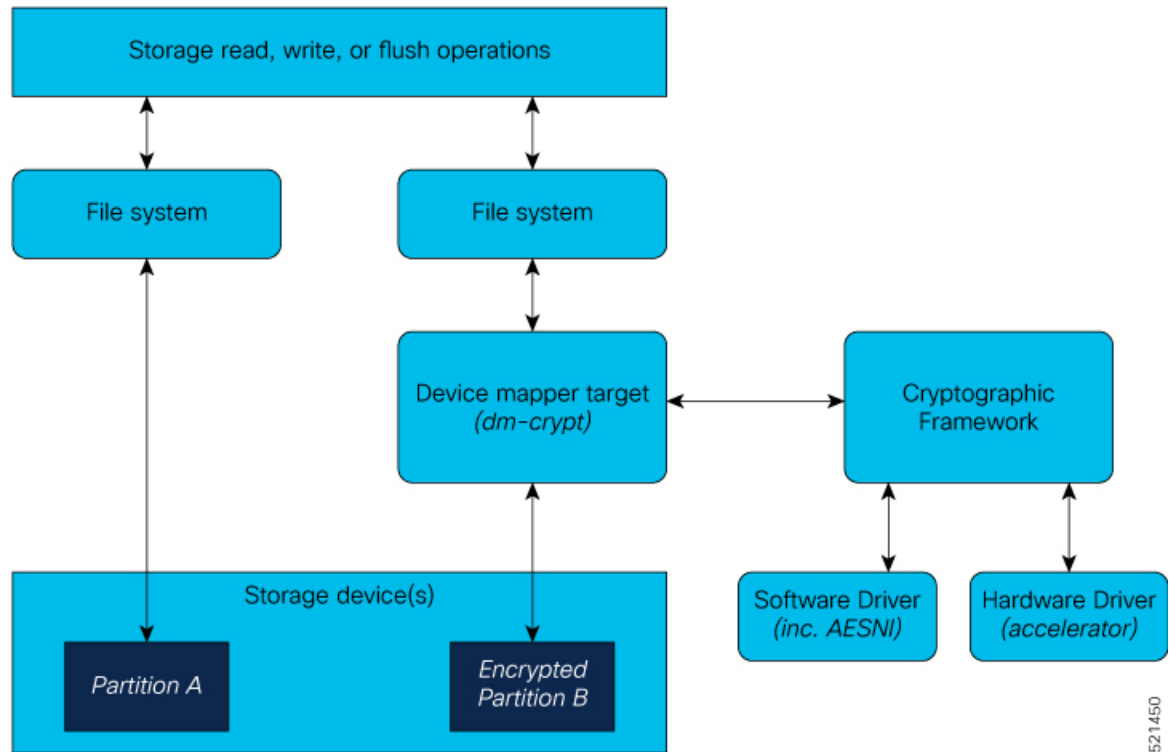 Storage read, write, or flush operations
File system
File system
Device mapper target
(dm-crypt)
Cryptographic
Framework
Storage device(s)
Software Driver
(inc. AESNI)
Hardware Driver
(accelerator)
Partition A
Encrypted
Partition B
521450